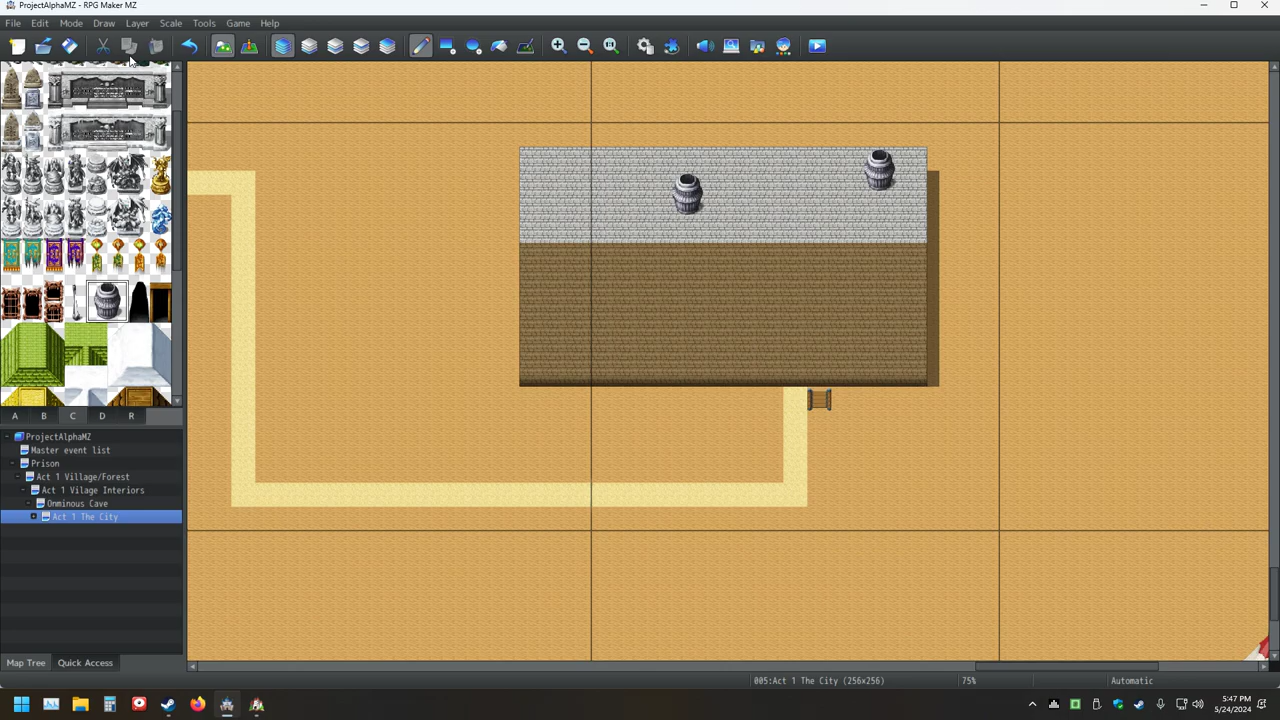 ProjectAlphaMZ - RPG Maker MZ
File Edit Mode Draw Layer Scale Tools Game Help
A B C D R
ProjectAlphaMZ
Master event list
Prison
Act 1 Village/Forest
Act 1 Vilage Interiors
Onminous Cave
Act 1 The City
Map Tree Quick Access
005:Act 1 The City (256x256) 75% Automatic
5:47 PM
5/24/2024